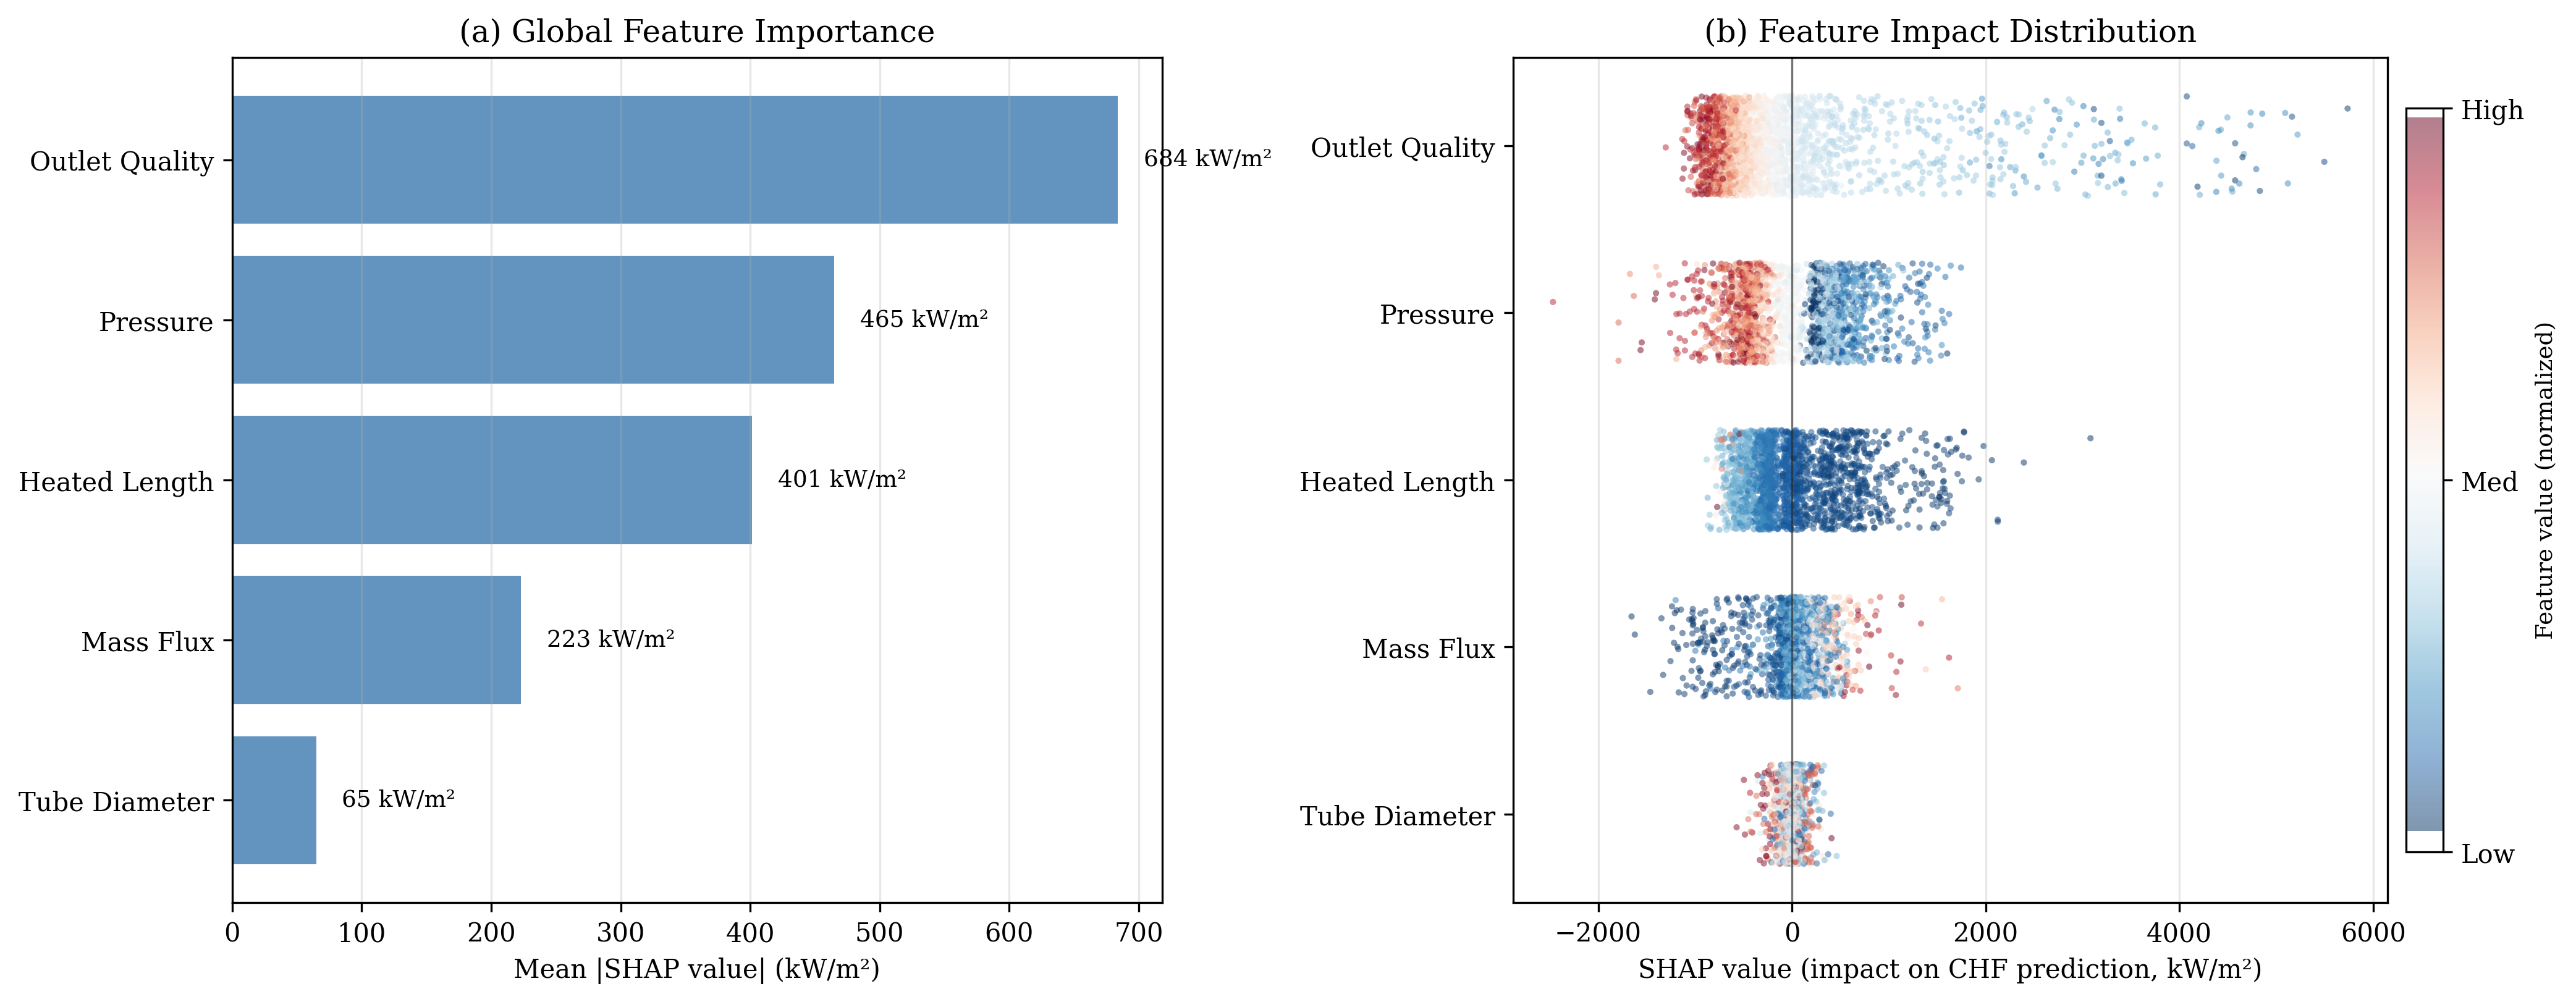 (a) Global Feature Importance
Outlet Quality
684 kW/m²
Pressure
465 kW/m²
Heated Length
401 kW/m²
Mass Flux
223 kW/m²
Tube Diameter
65 kW/m²
0 100 200 300 400 500 600 700
Mean |SHAP value| (kW/m²)
(b) Feature Impact Distribution
Outlet Quality
Pressure
Heated Length
Mass Flux
Tube Diameter
−2000 0 2000 4000 6000
SHAP value (impact on CHF prediction, kW/m²)
High
Med
Low
Feature value (normalized)